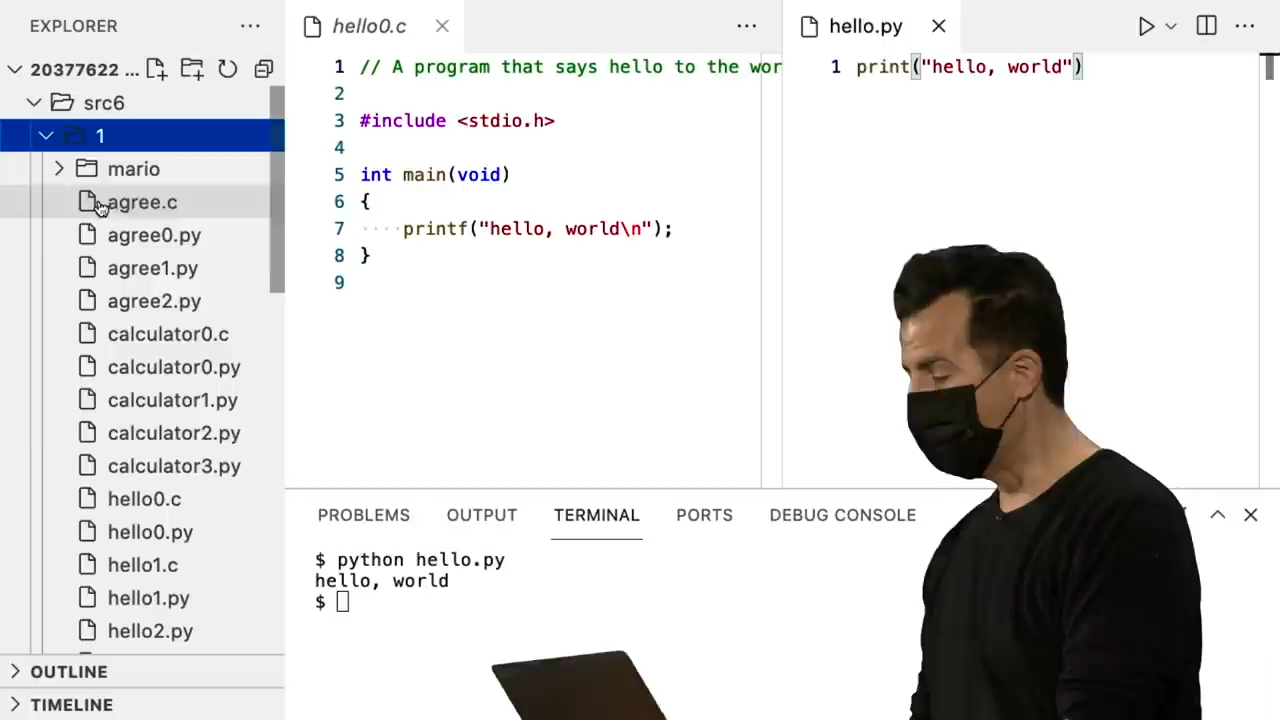 EXPLORER
20377622 ...
src6
1
mario
agree.c
agree0.py
agree1.py
agree2.py
calculator0.c
calculator0.py
calculator1.py
calculator2.py
calculator3.py
hello0.c
hello0.py
hello1.c
hello1.py
hello2.py
OUTLINE
TIMELINE
hello0.c
1 // A program that says hello to the wor
2
3 #include <stdio.h>
4
5 int main(void)
6 {
7 ····printf("hello, world\n");
8 }
9
hello.py
1 print("hello, world")
PROBLEMS OUTPUT TERMINAL PORTS DEBUG CONSOLE
$ python hello.py
hello, world
$